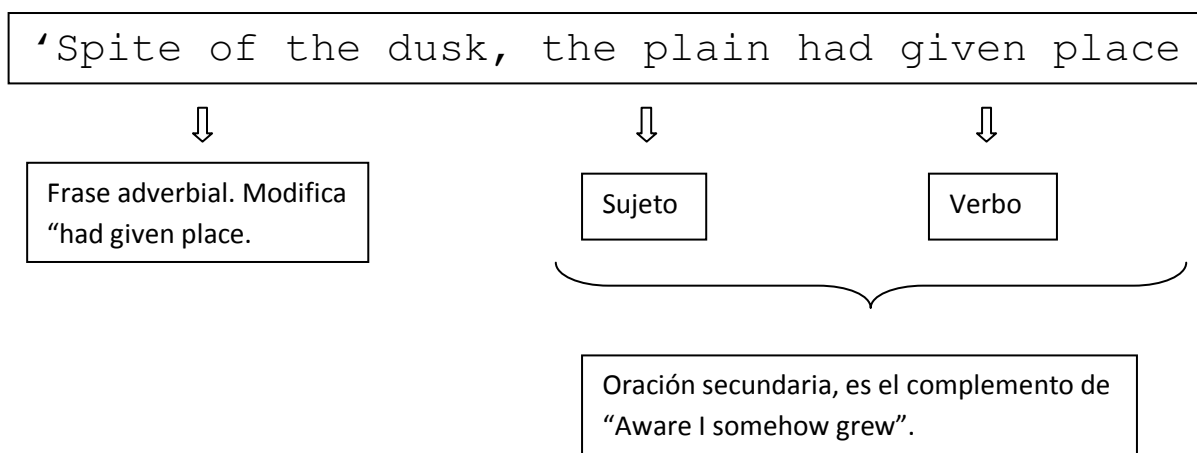 ‘Spite of the dusk, the plain had given place
Frase adverbial. Modifica
“had given place.
Sujeto
Verbo
Oración secundaria, es el complemento de
“Aware I somehow grew”.